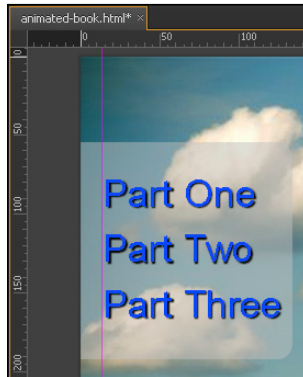 animated-book.html* ×
0 50 100
0
50
100
150
200
Part One
Part Two
Part Three